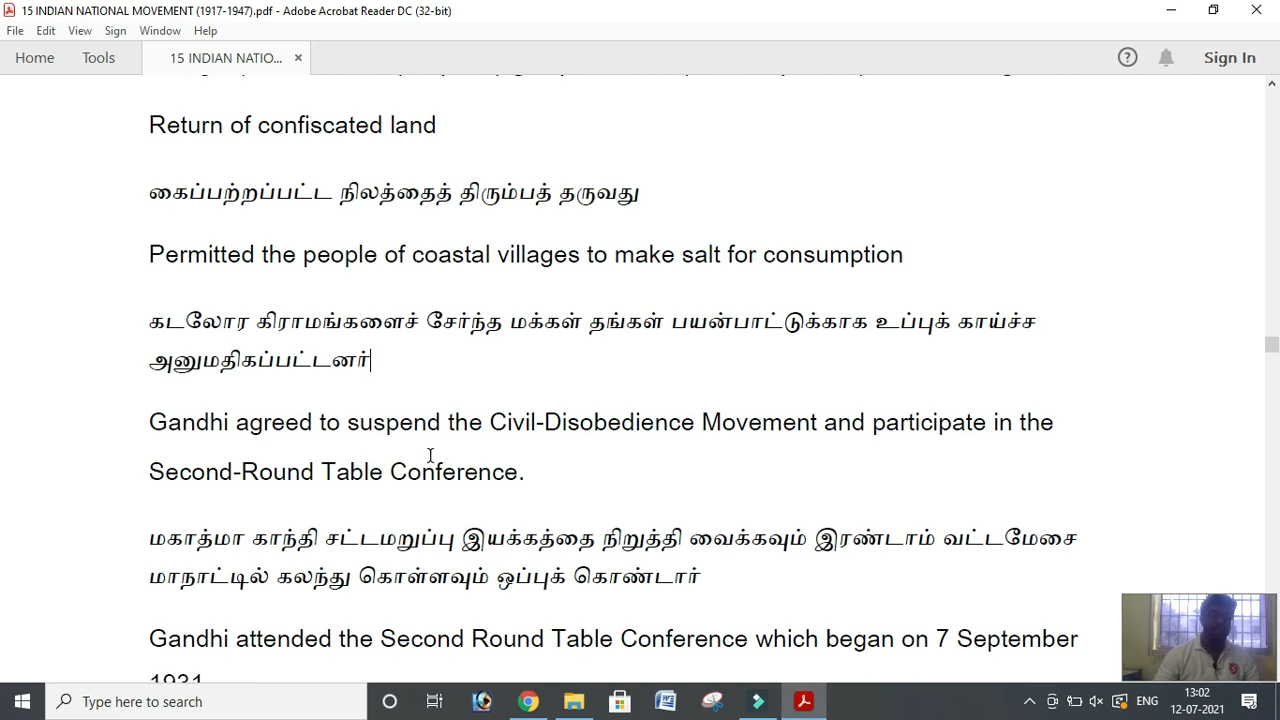 15 INDIAN NATIONAL MOVEMENT (1917-1947).pdf - Adobe Acrobat Reader DC (32-bit)
File Edit View Sign Window Help
Home Tools 15 INDIAN NATIO... × Sign In
Return of confiscated land
கைப்பற்றப்பட்ட நிலத்தைத் திரும்பத் தருவது
Permitted the people of coastal villages to make salt for consumption
கடலோர கிராமங்களைச் சேர்ந்த மக்கள் தங்கள் பயன்பாட்டுக்காக உப்புக் காய்ச்ச
அனுமதிகப்பட்டனர்
Gandhi agreed to suspend the Civil-Disobedience Movement and participate in the
Second-Round Table Conference.
மகாத்மா காந்தி சட்டமறுப்பு இயக்கத்தை நிறுத்தி வைக்கவும் இரண்டாம் வட்டமேசை
மாநாட்டில் கலந்து கொள்ளவும் ஒப்புக் கொண்டார்
Gandhi attended the Second Round Table Conference which began on 7 September
1931
Type here to search ENG 13:02
12-07-2021